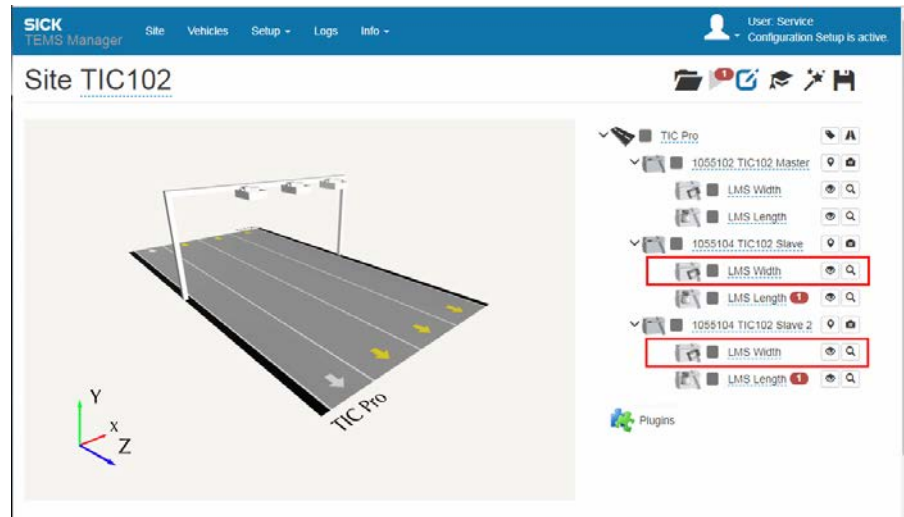 SICK
TEMS Manager
Site Vehicles Setup Logs Info
User: Service
Configuration Setup is active.
Site TIC102
1
TIC Pro
1055102 TIC102 Master
LMS Width
LMS Length
1055104 TIC102 Slave
LMS Width
LMS Length 1
1055104 TIC102 Slave 2
LMS Width
LMS Length 1
Plugins
TIC Pro
Y
X
Z